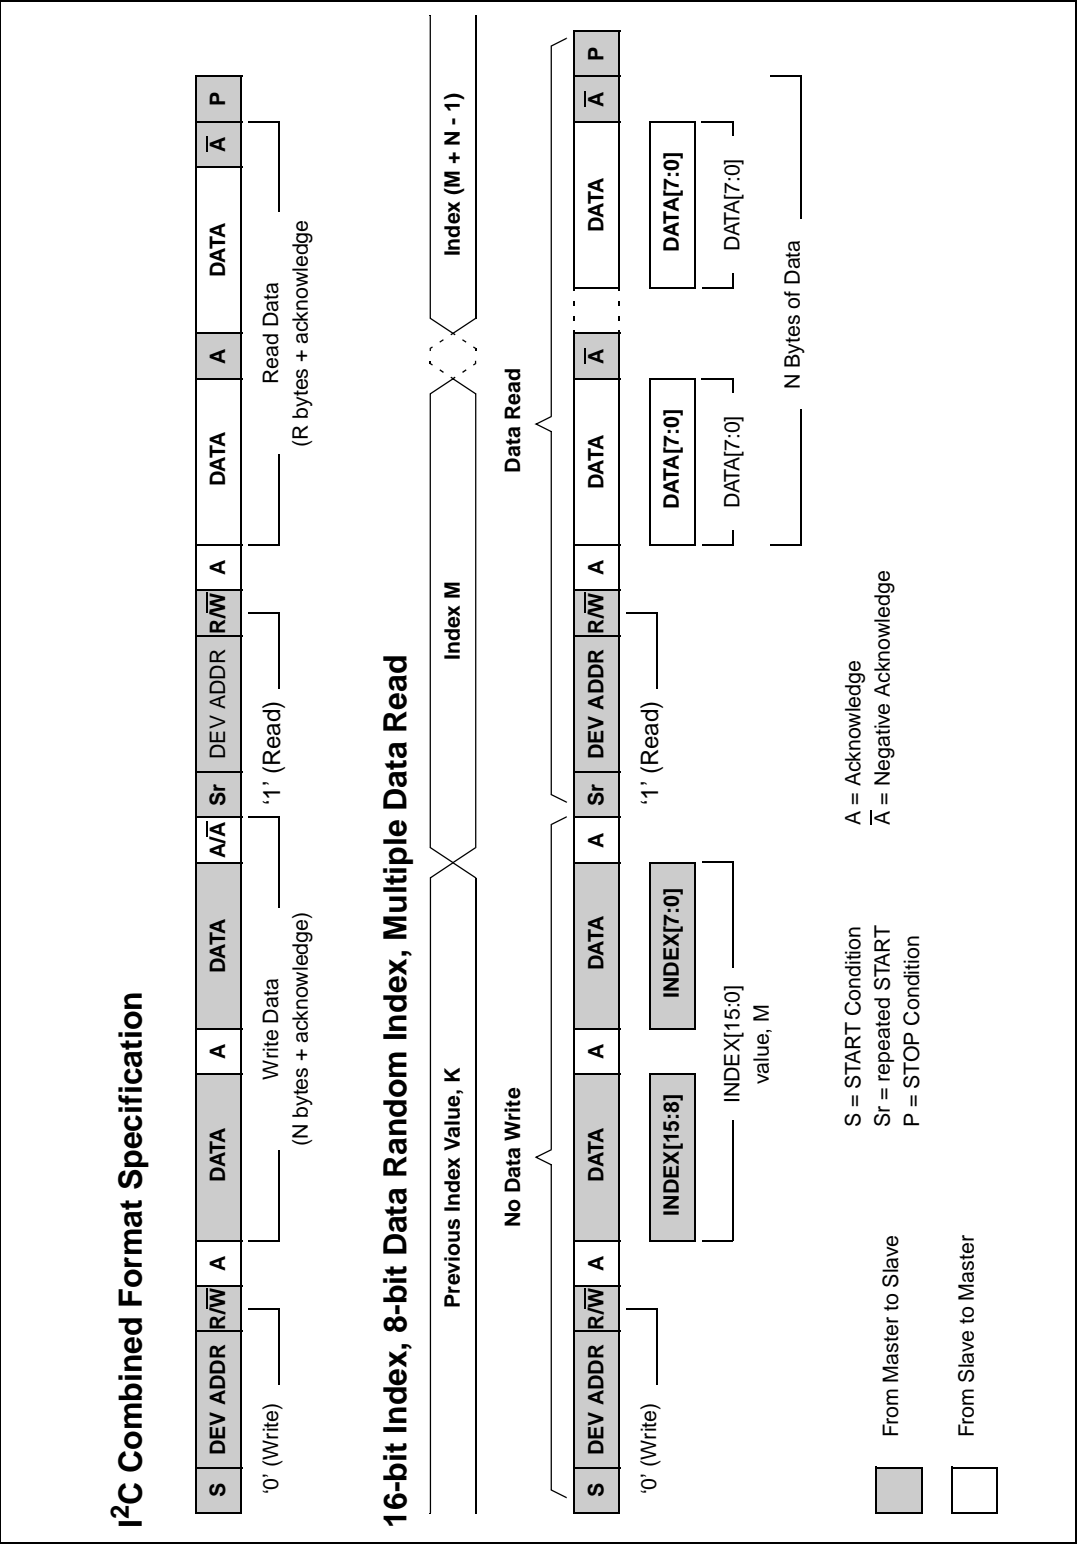 I²C Combined Format Specification
S DEV ADDR R/W̅ A DATA A DATA A/A̅ Sr DEV ADDR R/W̅ A DATA A DATA A̅ P
‘0’ (Write)
Write Data
(N bytes + acknowledge)
‘1’ (Read)
Read Data
(R bytes + acknowledge
16-bit Index, 8-bit Data Random Index, Multiple Data Read
Previous Index Value, K
Index M
Index (M + N - 1)
No Data Write
Data Read
S DEV ADDR R/W̅ A DATA A DATA A Sr DEV ADDR R/W̅ A DATA A̅ DATA A̅ P
‘0’ (Write)
INDEX[15:8]
INDEX[7:0]
‘1’ (Read)
DATA[7:0]
DATA[7:0]
INDEX[15:0]
value, M
DATA[7:0]
DATA[7:0]
N Bytes of Data
From Master to Slave
From Slave to Master
S = START Condition
Sr = repeated START
P = STOP Condition
A = Acknowledge
A̅ = Negative Acknowledge